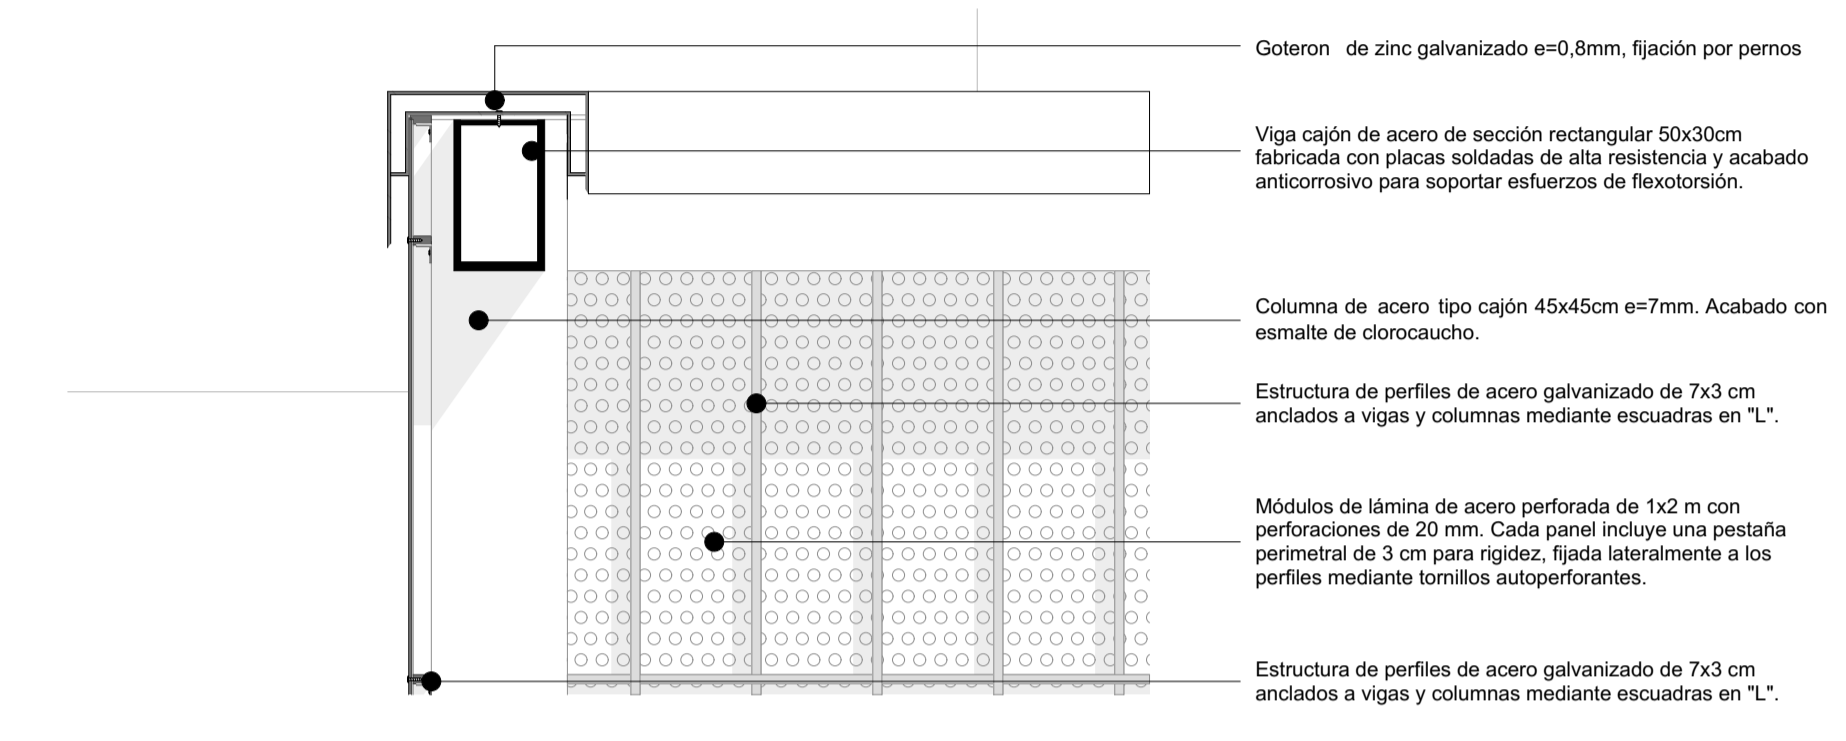 Goteron de zinc galvanizado e=0,8mm, fijación por pernos
Viga cajón de acero de sección rectangular 50x30cm
fabricada con placas soldadas de alta resistencia y acabado
anticorrosivo para soportar esfuerzos de flexotorsión.
Columna de acero tipo cajón 45x45cm e=7mm. Acabado con
esmalte de clorocaucho.
Estructura de perfiles de acero galvanizado de 7x3 cm
anclados a vigas y columnas mediante escuadras en "L".
Módulos de lámina de acero perforada de 1x2 m con
perforaciones de 20 mm. Cada panel incluye una pestaña
perimetral de 3 cm para rigidez, fijada lateralmente a los
perfiles mediante tornillos autoperforantes.
Estructura de perfiles de acero galvanizado de 7x3 cm
anclados a vigas y columnas mediante escuadras en "L".